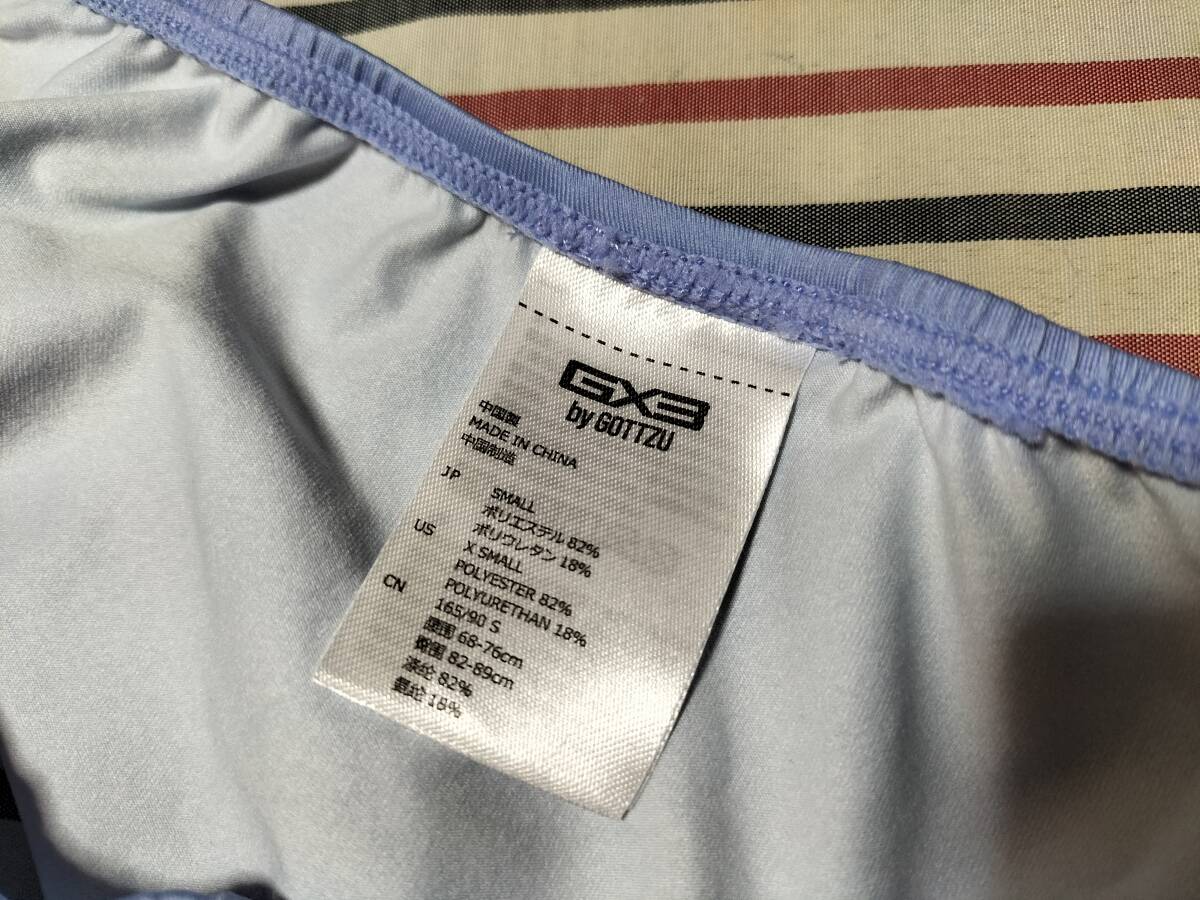 GX3
by GOTTZU
中国製
MADE IN CHINA
中国制造
JP SMALL
ポリエステル 82%
ポリウレタン 18%
US X SMALL
POLYESTER 82%
POLYURETHAN 18%
CN 165/90 S
腰围 68-76cm
臀围 82-89cm
涤纶 82%
氨纶 18%